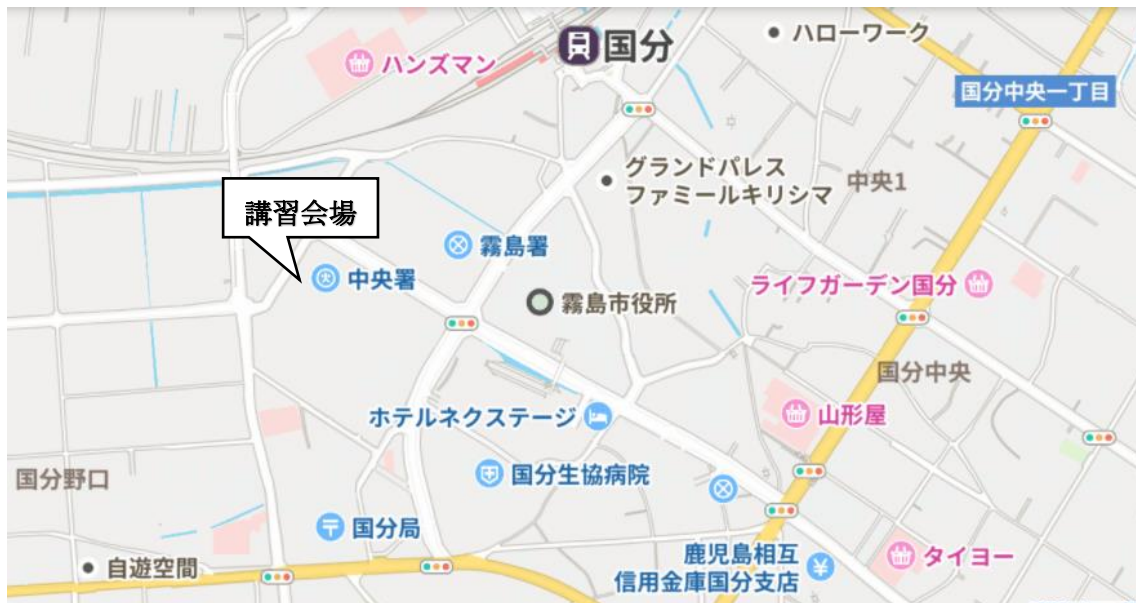 国分
ハローワーク
ハンズマン
国分中央一丁目
グランドパレス
ファミールキリシマ
中央1
講習会場
霧島署
中央署
霧島市役所
ライフガーデン国分
国分中央
ホテルネクステージ
山形屋
国分野口
国分生協病院
国分局
自遊空間
鹿児島相互
信用金庫国分支店
タイヨー